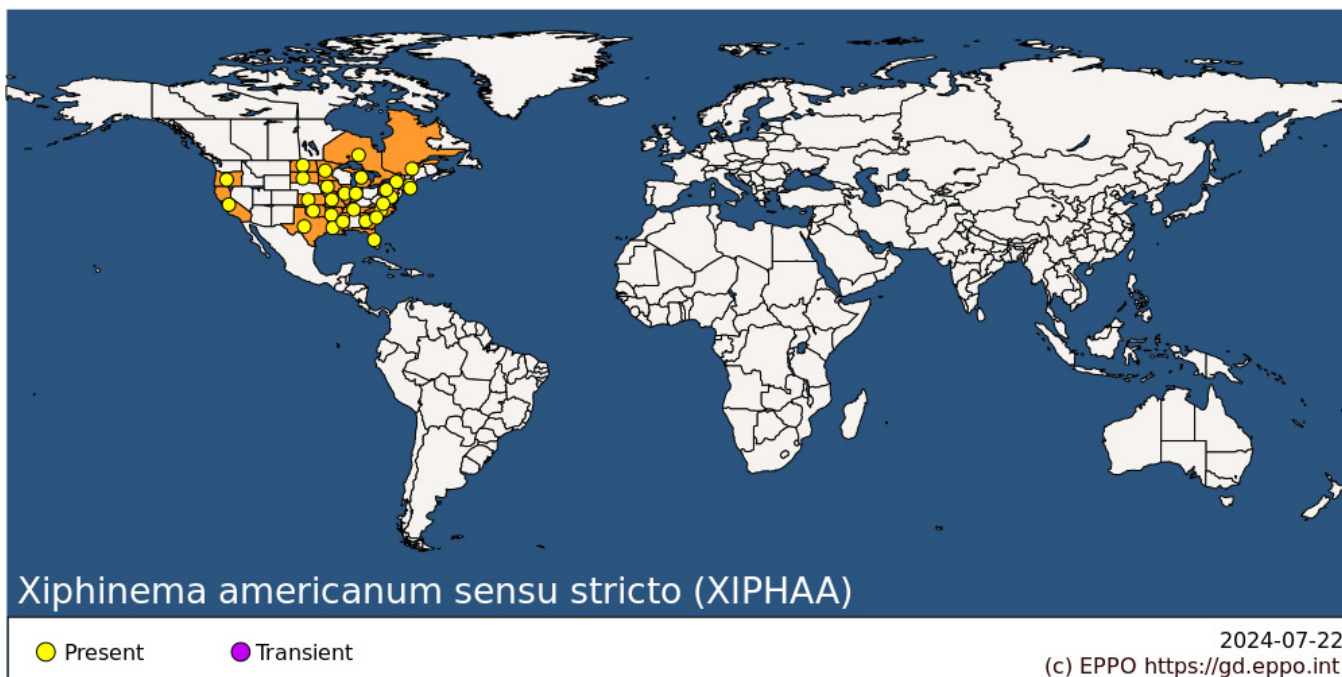 Xiphinema americanum sensu stricto (XIPHAA)
Present
Transient
2024-07-22
(c) EPPO https://gd.eppo.int